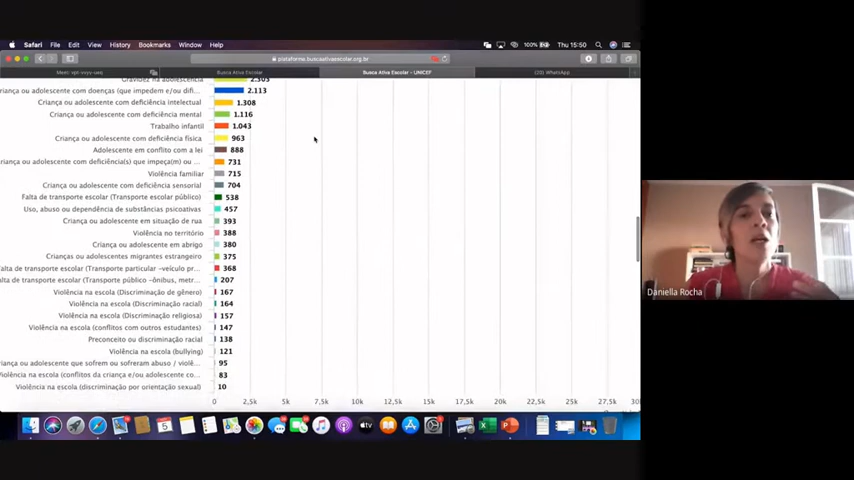 Safari File Edit View History Bookmarks Window Help 100% Thu 15:50
plataforma.buscaativaescolar.org.br
Busca Ativa Escolar Busca Ativa Escolar - UNICEF (20) WhatsApp
Gravidez na adolescência 2.303
Criança ou adolescente com doenças (que impedem e/ou difi... 2.113
Criança ou adolescente com deficiência intelectual 1.308
Criança ou adolescente com deficiência mental 1.116
Trabalho infantil 1.043
Criança ou adolescente com deficiência física 963
Adolescente em conflito com a lei 888
riança ou adolescente com deficiência(s) que impeça(m) ou ... 731
Violência familiar 715
Criança ou adolescente com deficiência sensorial 704
Falta de transporte escolar (Transporte escolar público) 538
Uso, abuso ou dependência de substâncias psicoativas 457
Criança ou adolescente em situação de rua 393
Violência no território 388
Criança ou adolescente em abrigo 380
Crianças ou adolescentes migrantes estrangeiro 375
Falta de transporte escolar (Transporte particular –veículo pr... 368
alta de transporte escolar (Transporte público –ônibus, metr... 207
Violência na escola (Discriminação de gênero) 167
Violência na escola (Discriminação racial) 164
Violência na escola (Discriminação religiosa) 157
Violência na escola (conflitos com outros estudantes) 147
Preconceito ou discriminação racial 138
Violência na escola (bullying) 121
riança ou adolescente que sofrem ou sofreram abuso / violê... 95
Violência na escola (conflitos da criança e/ou adolescente co... 83
Violência na escola (discriminação por orientação sexual) 10
0 2,5k 5k 7,5k 10k 12,5k 15k 17,5k 20k 22,5k 25k 27,5k 30
Daniella Rocha